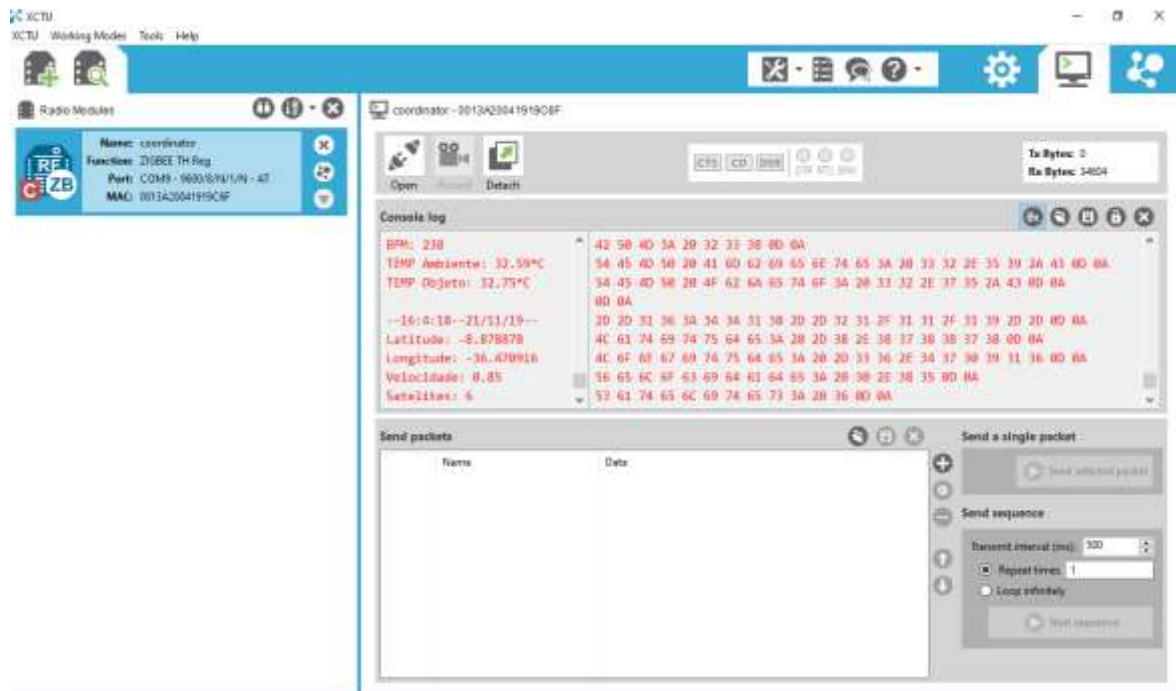 XCTU
XCTU Working Modes Tools Help
Radio Modules
Name: coordinator
Function: ZIGBEE TH Reg
Port: COM9 - 9600/8/N/1/N - AT
MAC: 0013A20041919C6F
coordinator - 0013A20041919C6F
Open Record Detach
CTS CD DSR
DTR RTS BRK
Tx Bytes: 0
Rx Bytes: 34604
Console log
BPM: 238
TEMP Ambiente: 32.59*C
TEMP Objeto: 32.75*C
--16:4:18--21/11/19--
Latitude: -8.878878
Longitude: -36.470916
Velocidade: 0.85
Satelites: 6
42 50 4D 3A 20 32 33 38 0D 0A
54 45 4D 50 20 41 6D 62 69 65 6E 74 65 3A 20 33 32 2E 35 39 2A 43 0D 0A
54 45 4D 50 20 4F 62 6A 65 74 6F 3A 20 33 32 2E 37 35 2A 43 0D 0A
0D 0A
2D 2D 31 36 3A 34 3A 31 38 2D 2D 32 31 2F 31 31 2F 31 39 2D 2D 0D 0A
4C 61 74 69 74 75 64 65 3A 20 2D 38 2E 38 37 38 38 37 38 0D 0A
4C 6F 6E 67 69 74 75 64 65 3A 20 2D 33 36 2E 34 37 30 39 31 36 0D 0A
56 65 6C 6F 63 69 64 61 64 65 3A 20 30 2E 38 35 0D 0A
53 61 74 65 6C 69 74 65 73 3A 20 36 0D 0A
Send packets
Name Data
Send a single packet
Send selected packet
Send sequence
Transmit interval (ms): 500
Repeat times 1
Loop infinitely
Start sequence